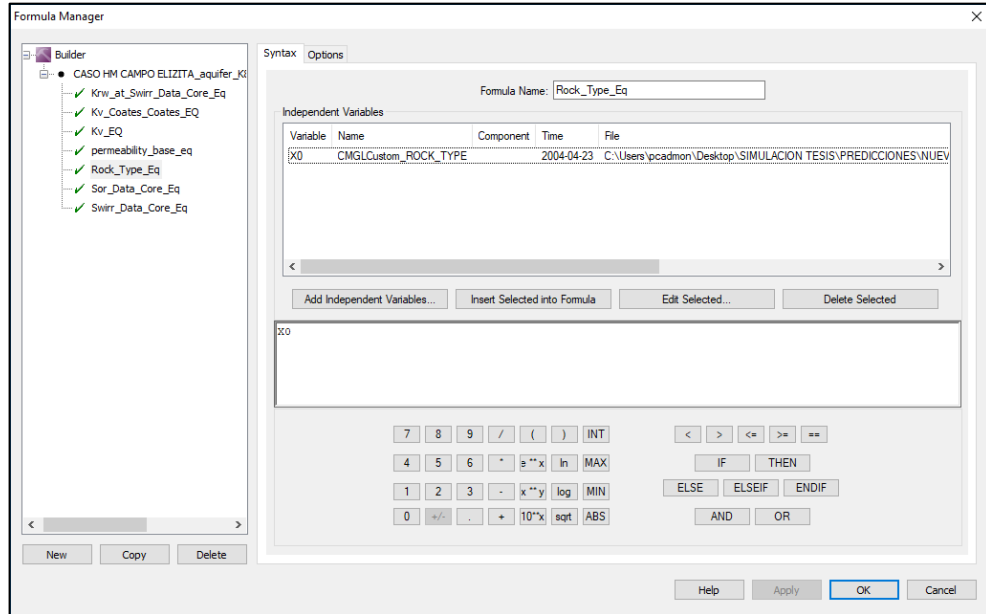 Formula Manager
Builder
CASO HM CAMPO ELIZITA_aquifer_K
Krw_at_Swirr_Data_Core_Eq
Kv_Coates_Coates_EQ
Kv_EQ
permeability_base_eq
Rock_Type_Eq
Sor_Data_Core_Eq
Swirr_Data_Core_Eq
New Copy Delete
Syntax Options
Formula Name: Rock_Type_Eq
Independent Variables
Variable Name Component Time File
X0 CMGLCustom_ROCK_TYPE 2004-04-23 C:\Users\pcadmon\Desktop\SIMULACION TESIS\PREDICCIONES\NUEV
Add Independent Variables... Insert Selected into Formula Edit Selected... Delete Selected
X0
7 8 9 / ( ) INT < > <= >= ==
4 5 6 * e**x ln MAX IF THEN
1 2 3 - x**y log MIN ELSE ELSEIF ENDIF
0 +/- . + 10**x sqrt ABS AND OR
Help Apply OK Cancel